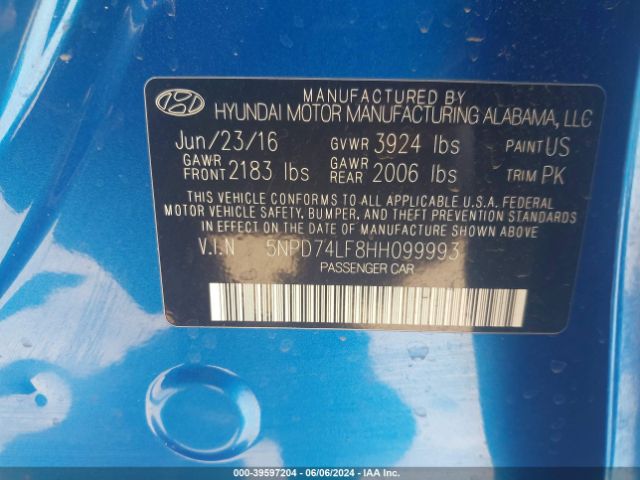 MANUFACTURED BY
HYUNDAI MOTOR MANUFACTURING ALABAMA, LLC
Jun/23/16 GVWR 3924 lbs PAINT US
GAWR FRONT 2183 lbs GAWR REAR 2006 lbs TRIM PK
THIS VEHICLE CONFORMS TO ALL APPLICABLE U.S.A. FEDERAL
MOTOR VEHICLE SAFETY, BUMPER, AND THEFT PREVENTION STANDARDS
IN EFFECT ON THE DATE OF MANUFACTURE SHOWN ABOVE.
V.I.N 5NPD74LF8HH099993
PASSENGER CAR
000-39597204 - 06/06/2024 - IAA Inc.